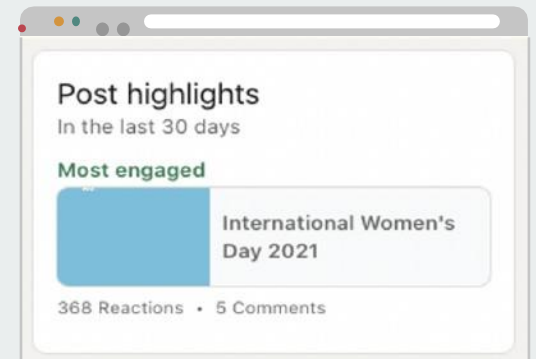 Post highlights
In the last 30 days
Most engaged
International Women's
Day 2021
368 Reactions • 5 Comments